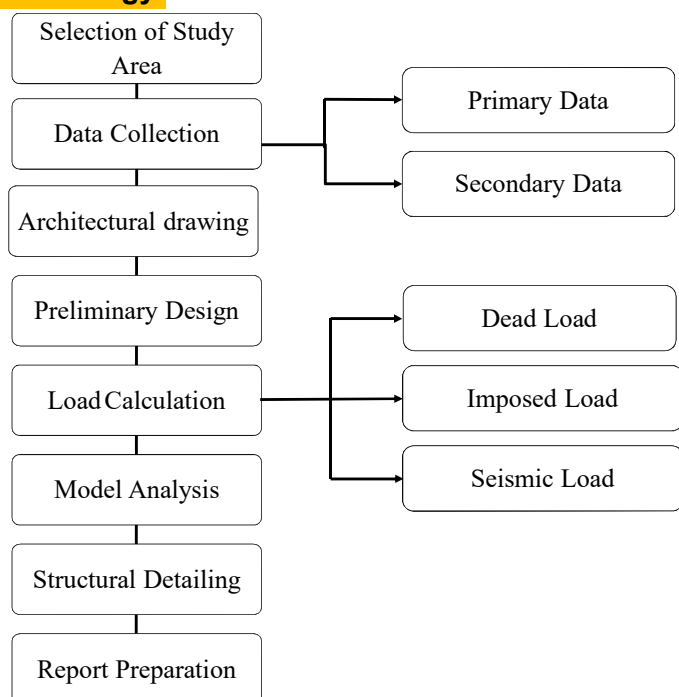 Selection of Study
Area
Data Collection
Primary Data
Secondary Data
Architectural drawing
Preliminary Design
Load Calculation
Dead Load
Imposed Load
Seismic Load
Model Analysis
Structural Detailing
Report Preparation